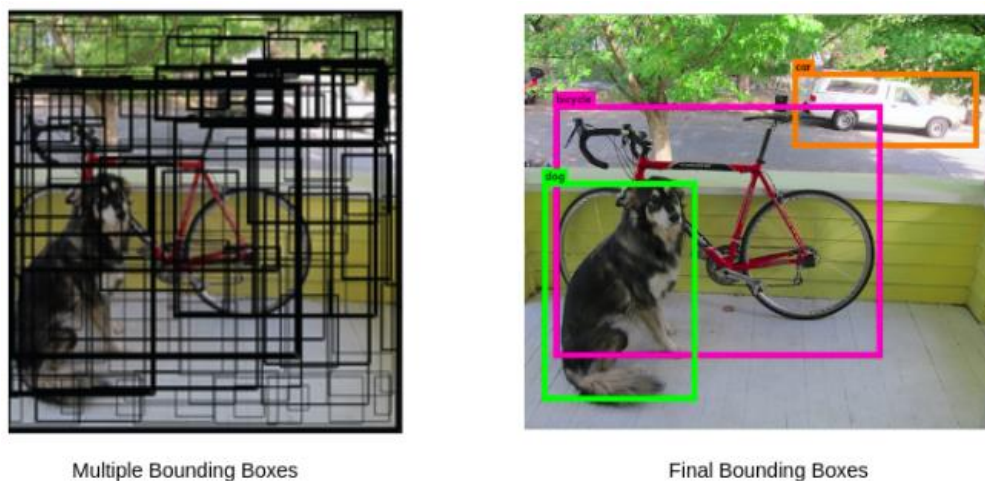 car
bicycle
dog
Multiple Bounding Boxes
Final Bounding Boxes